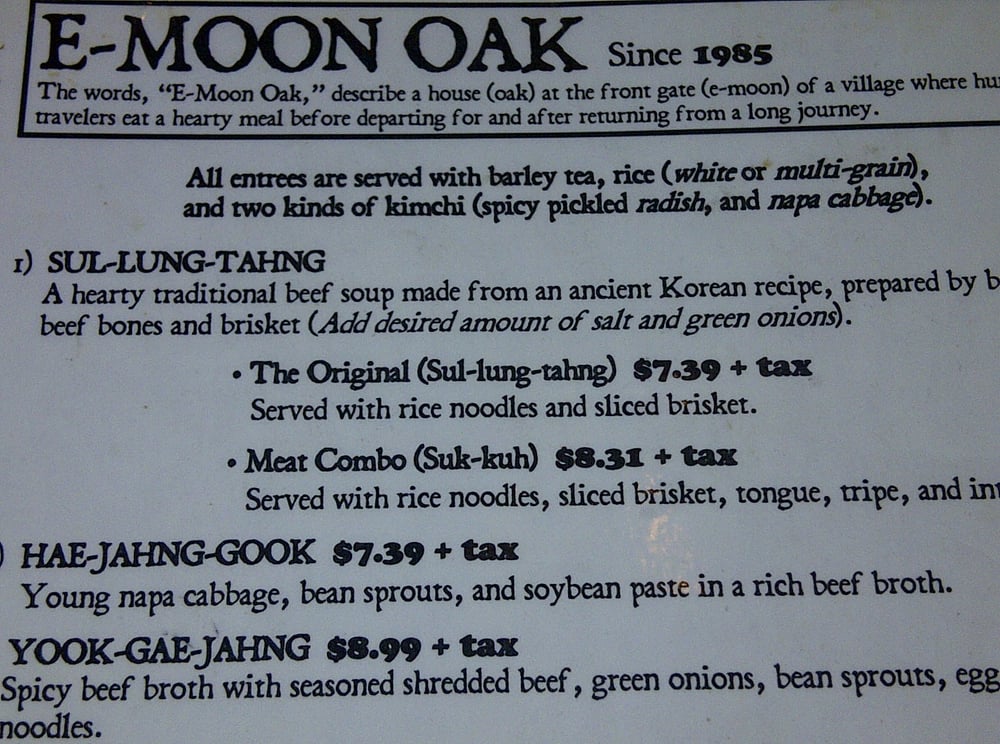 E-MOON OAK Since 1985
The words, “E-Moon Oak,” describe a house (oak) at the front gate (e-moon) of a village where
travelers eat a hearty meal before departing for and after returning from a long journey.
All entrees are served with barley tea, rice (white or multi-grain),
and two kinds of kimchi (spicy pickled radish, and napa cabbage).
1) SUL-LUNG-TAHNG
A hearty traditional beef soup made from an ancient Korean recipe, prepared by
beef bones and brisket (Add desired amount of salt and green onions).
• The Original (Sul-lung-tahng) $7.39 + tax
Served with rice noodles and sliced brisket.
• Meat Combo (Suk-kuh) $8.31 + tax
Served with rice noodles, sliced brisket, tongue, tripe, and
) HAE-JAHNG-GOOK $7.39 + tax
Young napa cabbage, bean sprouts, and soybean paste in a rich beef broth.
YOOK-GAE-JAHNG $8.99 + tax
Spicy beef broth with seasoned shredded beef, green onions, bean sprouts, egg
noodles.